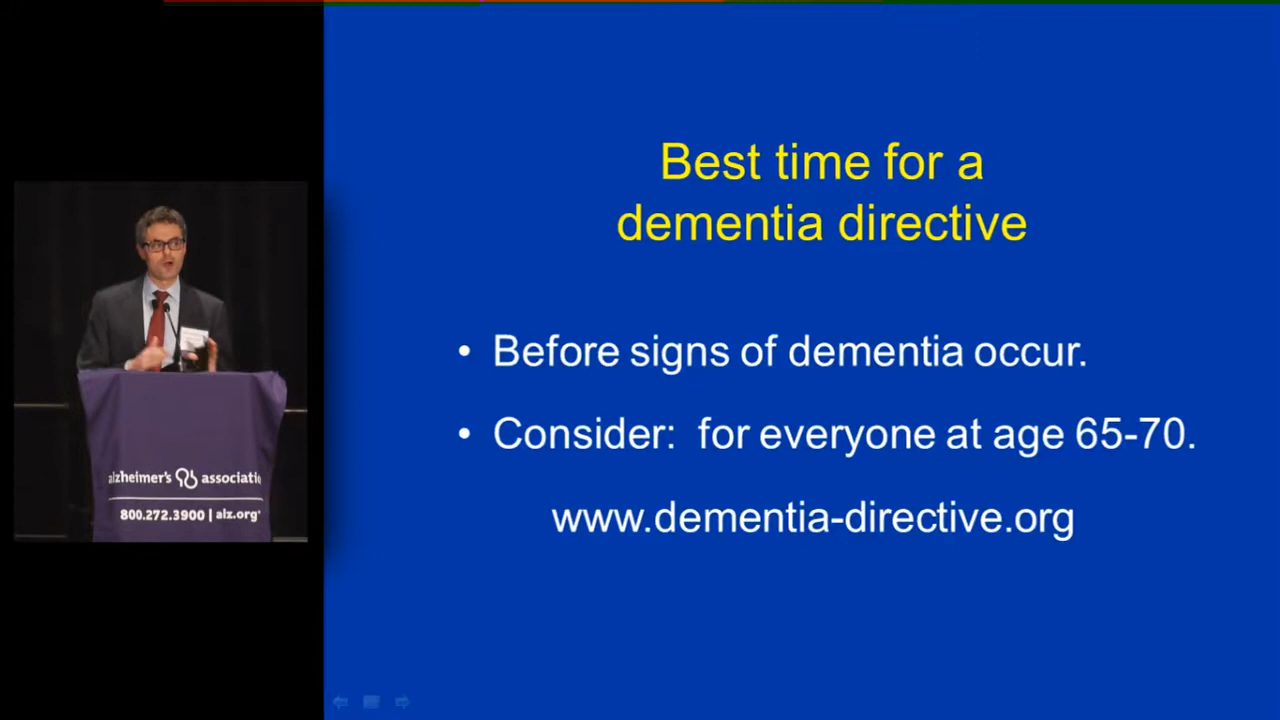 Best time for a
dementia directive
• Before signs of dementia occur.
• Consider: for everyone at age 65-70.
www.dementia-directive.org
alzheimer's associatio
800.272.3900 | alz.org®